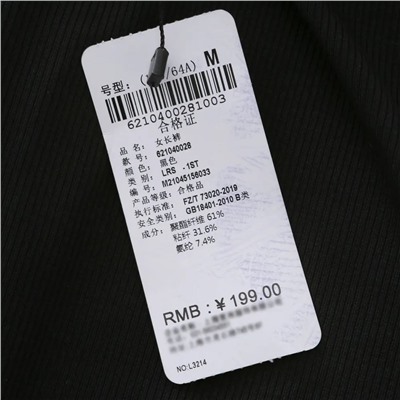 号型: ( /64A) M
6210400281003
合格证
品名: 女长裤
款号: 621040028
颜色: 黑色
类别: LRS -1ST
编号: M21045156033
产品等级: 合格品
执行标准: FZ/T 73020-2019
安全类别: GB18401-2010 B类
成分: 聚酯纤维 61%
粘纤 31.6%
氨纶 7.4%
RMB : ¥ 199.00
NO:L3214